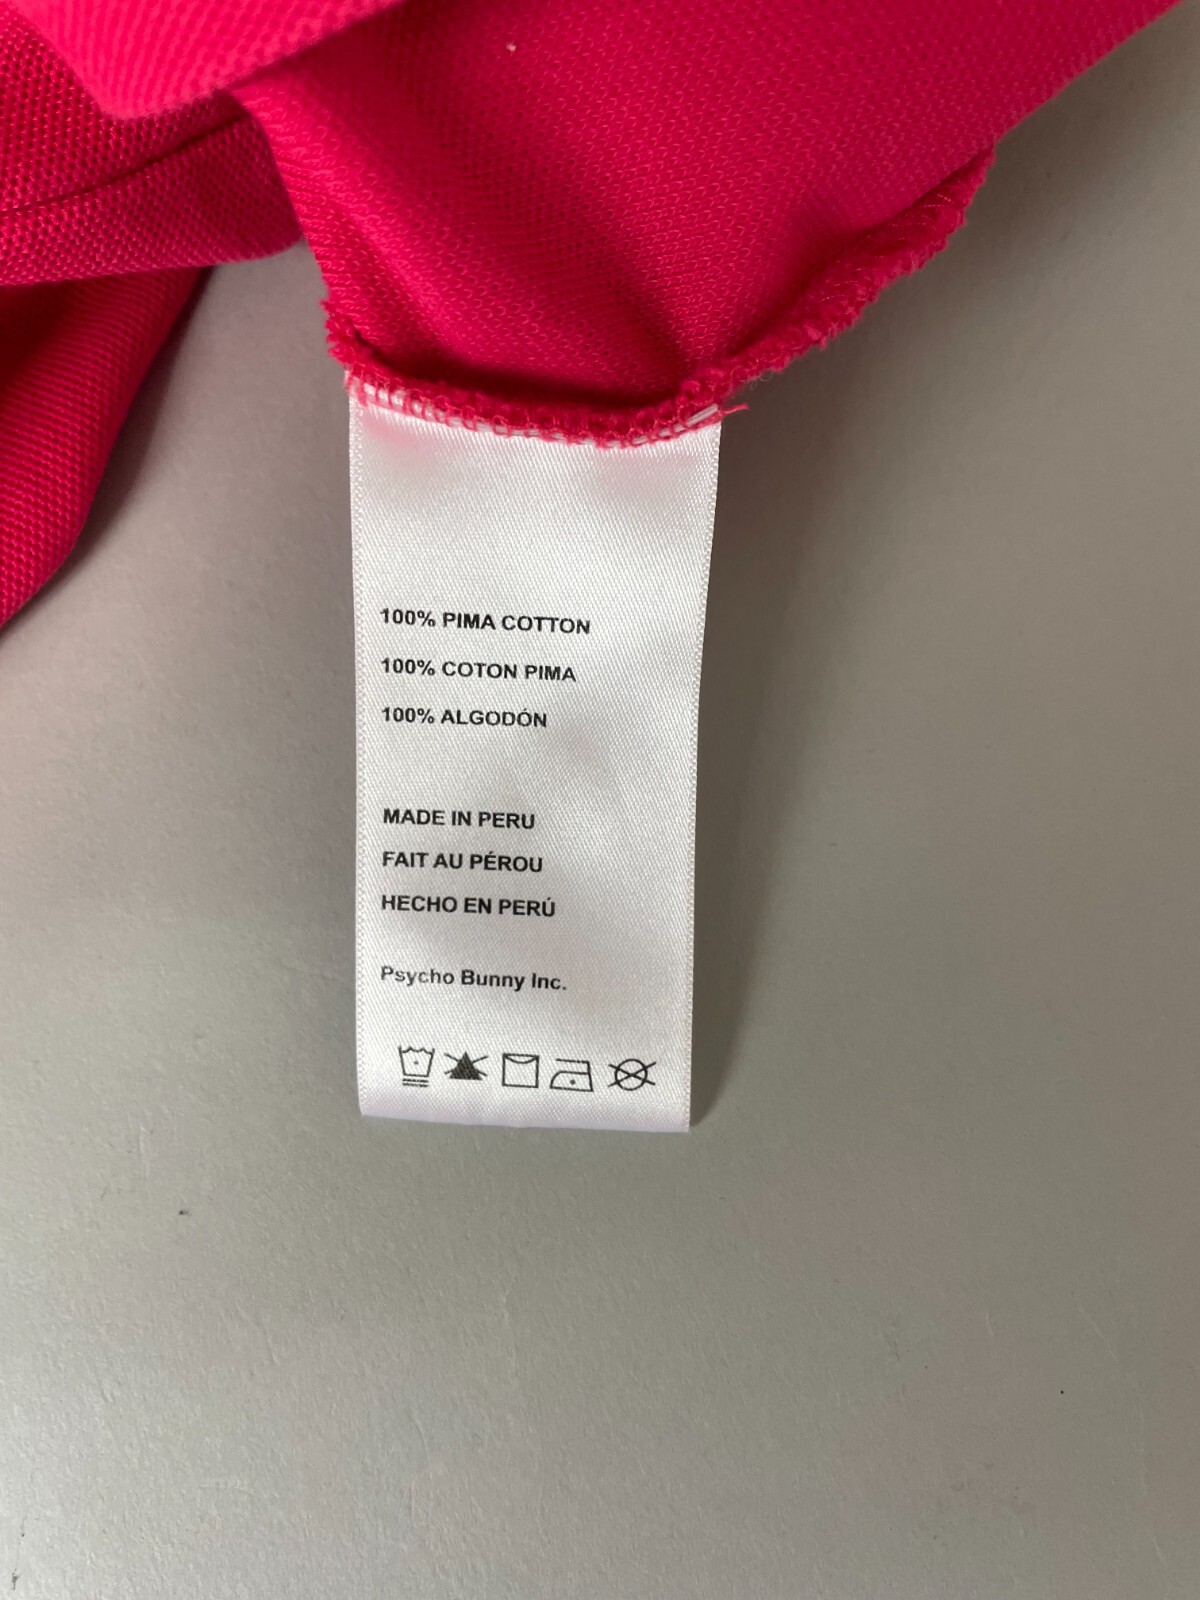 100% PIMA COTTON
100% COTON PIMA
100% ALGODÓN
MADE IN PERU
FAIT AU PÉROU
HECHO EN PERÚ
Psycho Bunny Inc.